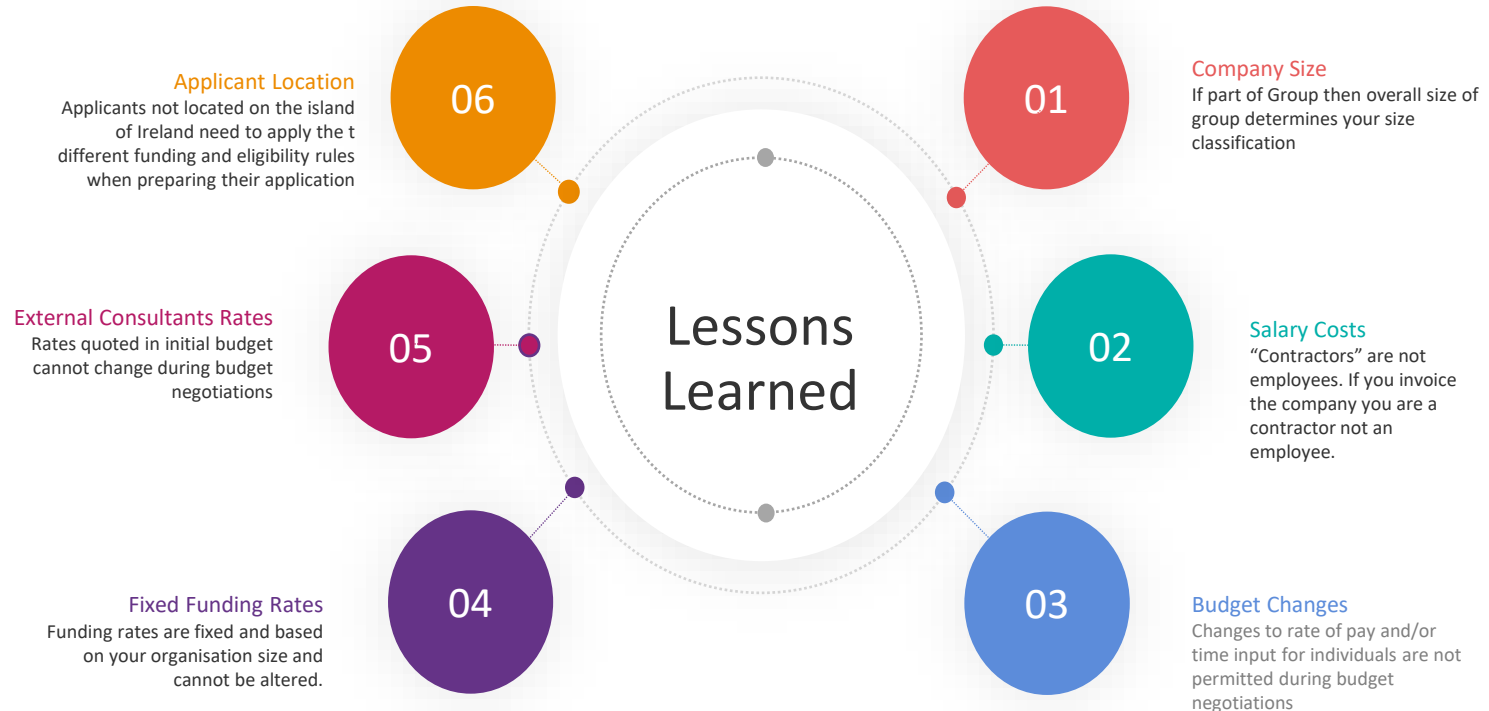 Lessons
Learned
01
Company Size
If part of Group then overall size of
group determines your size
classification
02
Salary Costs
“Contractors” are not
employees. If you invoice
the company you are a
contractor not an
employee.
03
Budget Changes
Changes to rate of pay and/or
time input for individuals are not
permitted during budget
negotiations
04
Fixed Funding Rates
Funding rates are fixed and based
on your organisation size and
cannot be altered.
05
External Consultants Rates
Rates quoted in initial budget
cannot change during budget
negotiations
06
Applicant Location
Applicants not located on the island
of Ireland need to apply the t
different funding and eligibility rules
when preparing their application